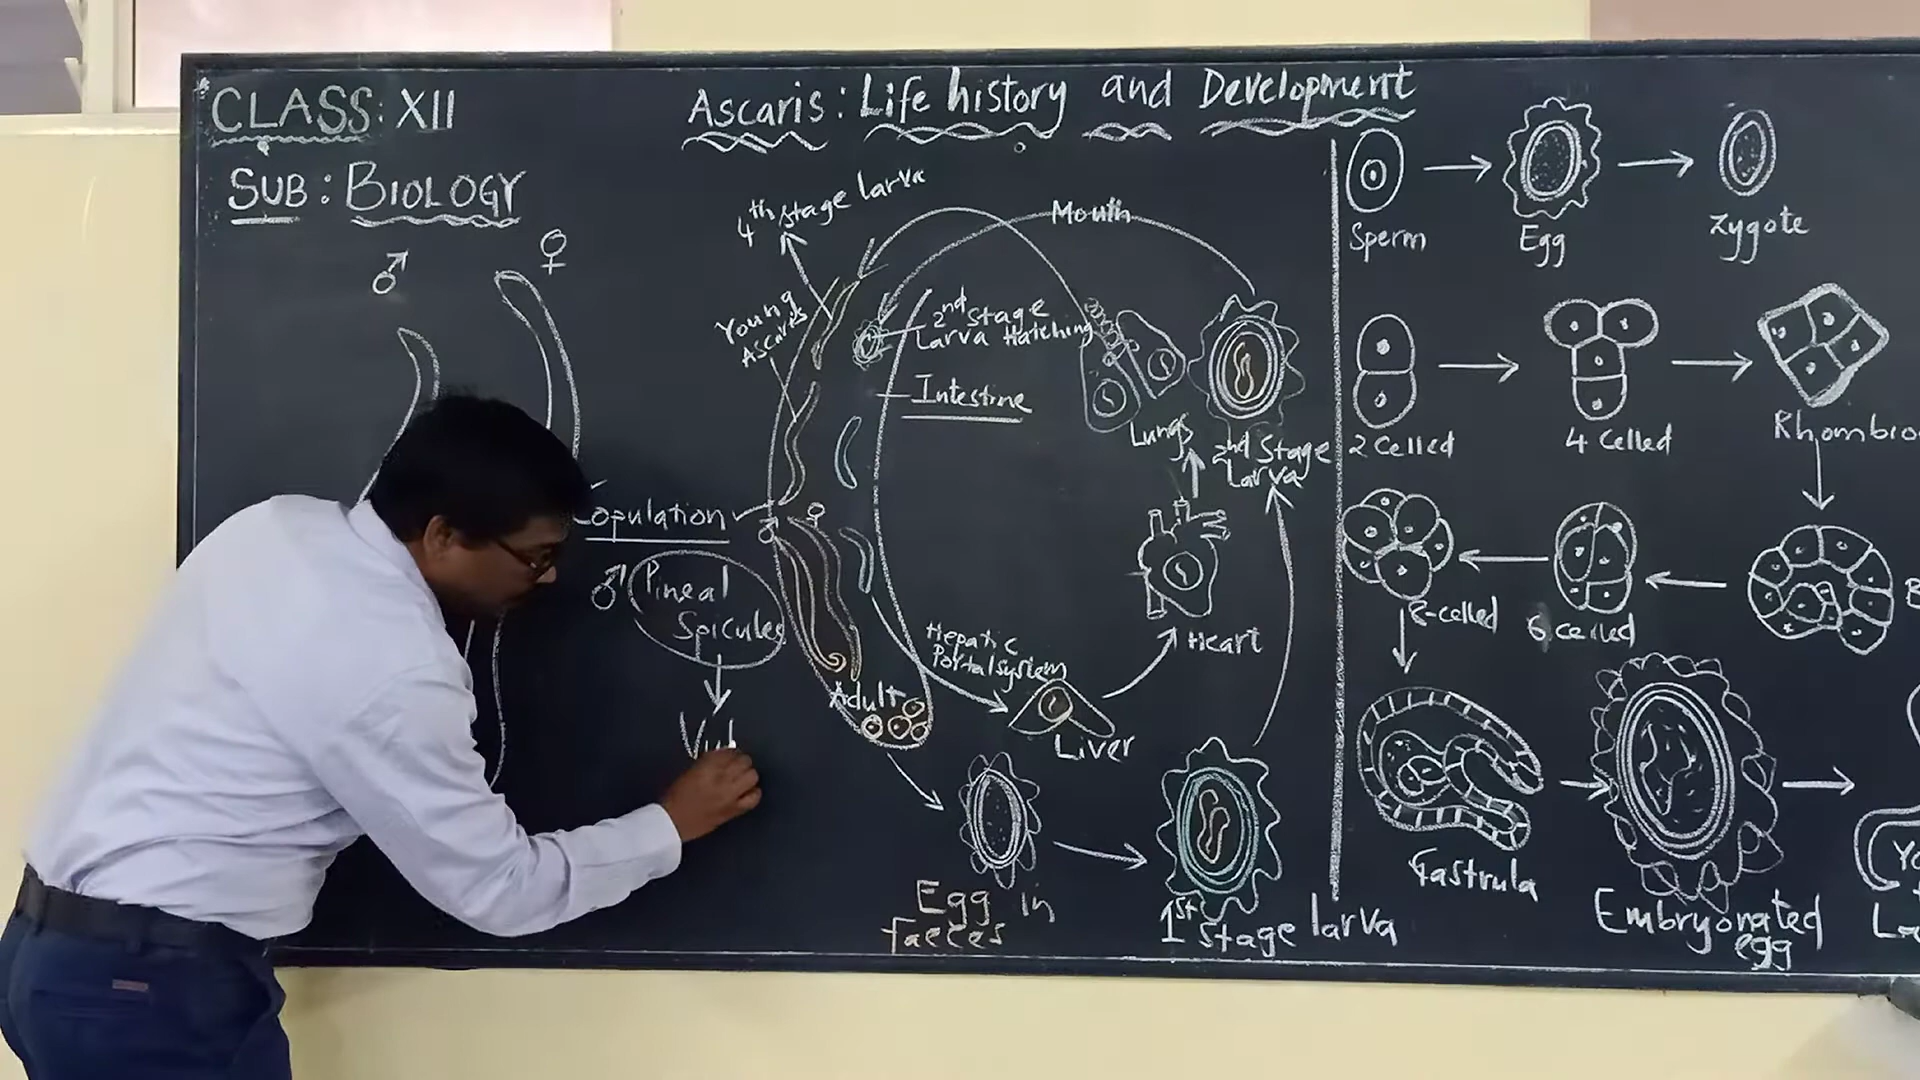 CLASS: XII
Ascaris: Life history and Development
SUB: BIOLOGY
♂
♀
4th stage larva
Mouth
Young
Ascaris
2nd stage
Larva Hatching
Intestine
Lungs
2nd Stage
Larva
Copulation
♂
♀
♂ Pineal
Spicules
Heart
Hepatic
Portal system
Adult
Liver
Egg in
faeces
1st stage larva
Sperm
Egg
Zygote
2 Celled
4 Celled
8-celled
6 celled
Gastrula
Embryonated
egg